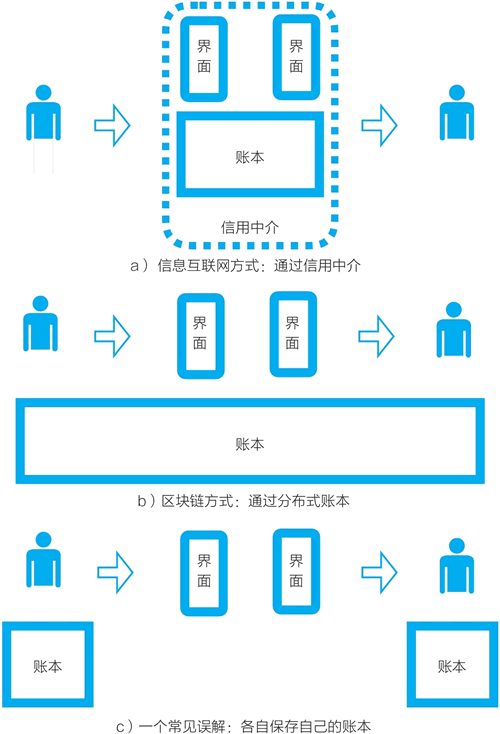 界面
界面
账本
信用中介
a）信息互联网方式：通过信用中介
界面
界面
账本
b）区块链方式：通过分布式账本
界面
界面
账本
账本
c）一个常见误解：各自保存自己的账本